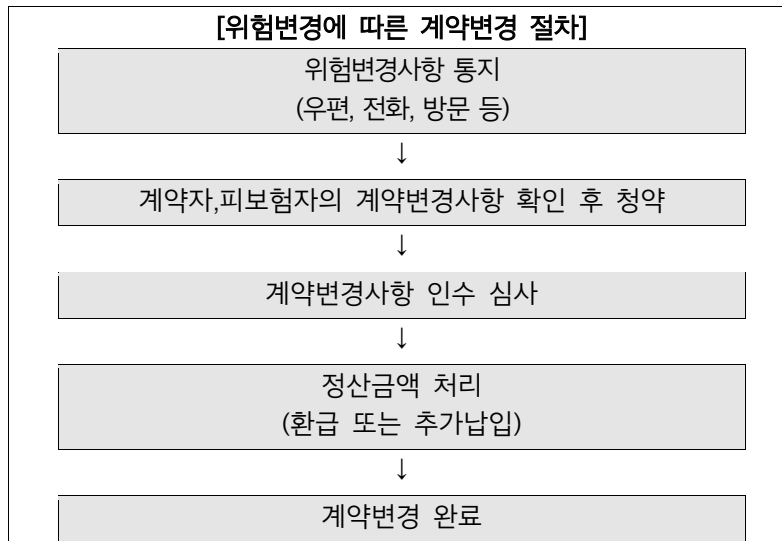 [위험변경에 따른 계약변경 절차]
위험변경사항 통지
(우편, 전화, 방문 등)
↓
계약자,피보험자의 계약변경사항 확인 후 청약
↓
계약변경사항 인수 심사
↓
정산금액 처리
(환급 또는 추가납입)
↓
계약변경 완료